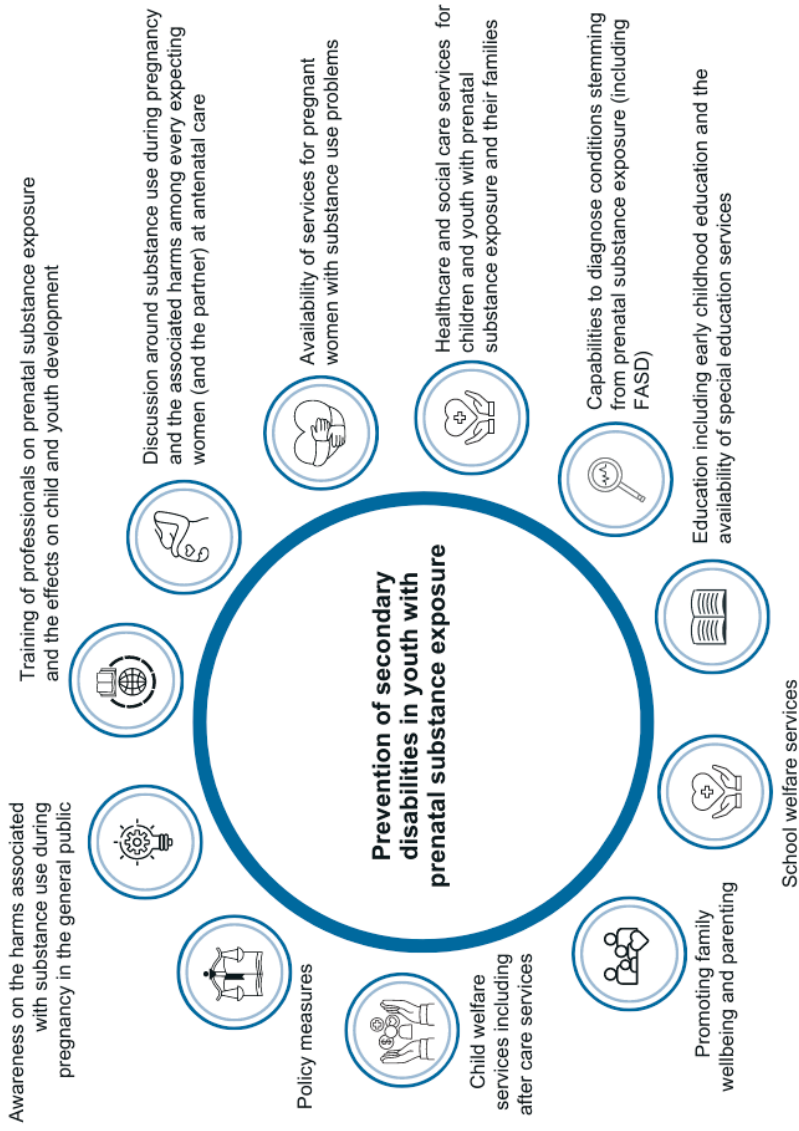 Awareness on the harms associated
with substance use during
pregnancy in the general public
Training of professionals on prenatal substance exposure
and the effects on child and youth development
Discussion around substance use during pregnancy
and the associated harms among every expecting
women (and the partner) at antenatal care
Availability of services for pregnant
women with substance use problems
Healthcare and social care services for
children and youth with prenatal
substance exposure and their families
Capabilities to diagnose conditions stemming
from prenatal substance exposure (including
FASD)
Education including early childhood education and the
availability of special education services
School welfare services
Promoting family
wellbeing and parenting
Child welfare
services including
after care services
Policy measures
Prevention of secondary
disabilities in youth with
prenatal substance exposure